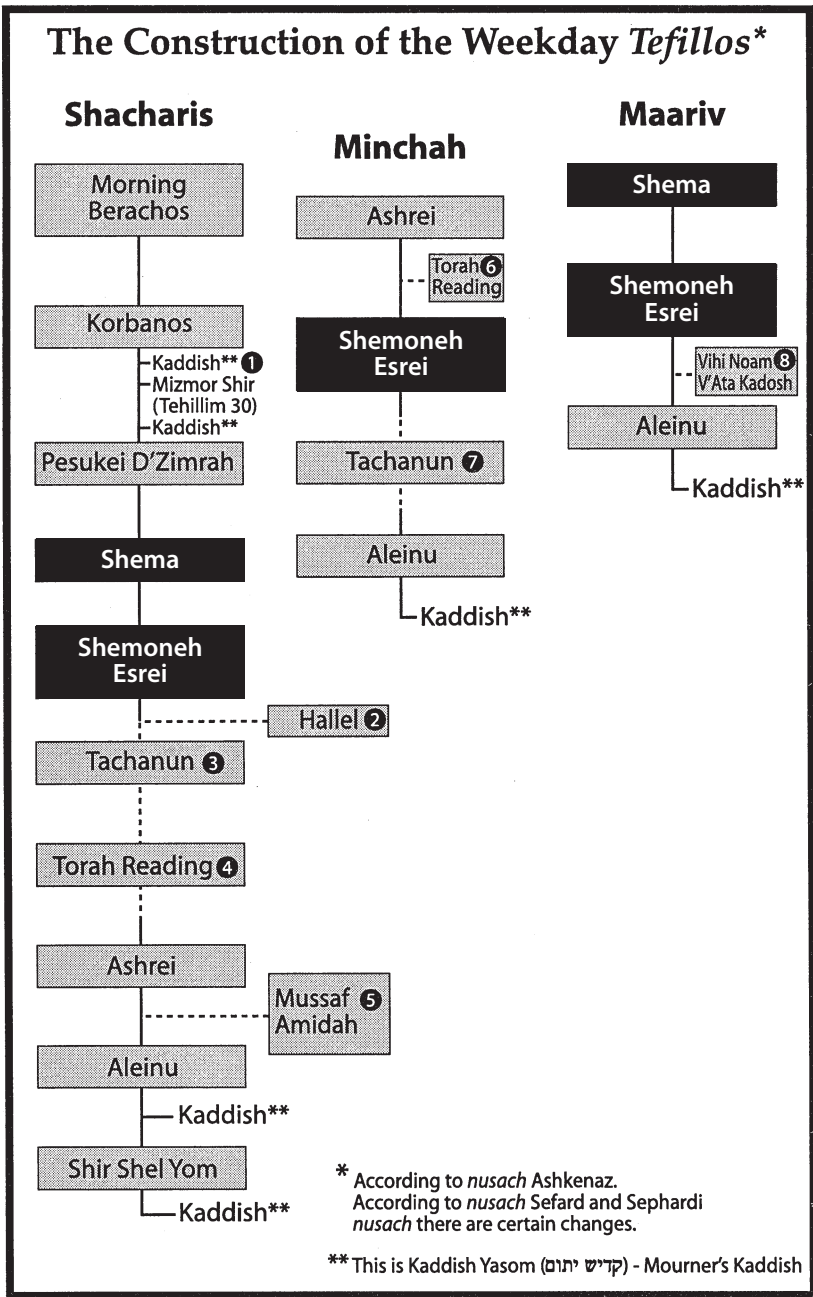 The Construction of the Weekday Tefillos*
Shacharis
Morning
Berachos
Korbanos
Kaddish** 1
Mizmor Shir
(Tehillim 30)
Kaddish**
Pesukei D'Zimrah
Shema
Shemoneh
Esrei
Hallel 2
Tachanun 3
Torah Reading 4
Ashrei
Mussaf 5
Amidah
Aleinu
Kaddish**
Shir Shel Yom
Kaddish**
Minchah
Ashrei
Torah 6
Reading
Shemoneh
Esrei
Tachanun 7
Aleinu
Kaddish**
Maariv
Shema
Shemoneh
Esrei
Vihi Noam 8
V'Ata Kadosh
Aleinu
Kaddish**
* According to nusach Ashkenaz.
According to nusach Sefard and Sephardi
nusach there are certain changes.
** This is Kaddish Yasom (קדיש יתום) - Mourner's Kaddish